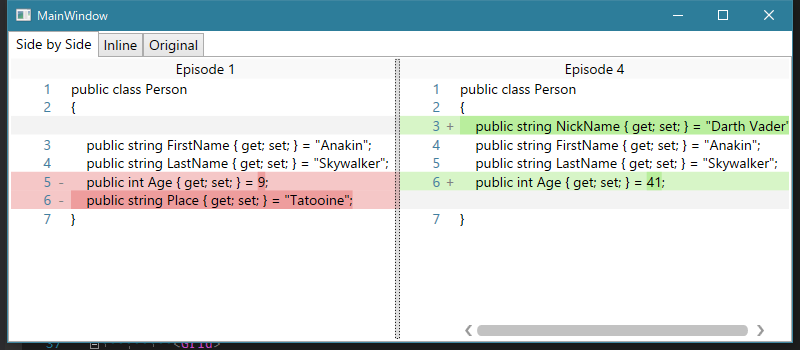 MainWindow
Side by Side Inline Original
Episode 1
1 public class Person
2 {
3 public string FirstName { get; set; } = "Anakin";
4 public string LastName { get; set; } = "Skywalker";
5 - public int Age { get; set; } = 9;
6 - public string Place { get; set; } = "Tatooine";
7 }
Episode 4
1 public class Person
2 {
3 + public string NickName { get; set; } = "Darth Vader"
4 public string FirstName { get; set; } = "Anakin";
5 public string LastName { get; set; } = "Skywalker";
6 + public int Age { get; set; } = 41;
7 }
37 <Grid>